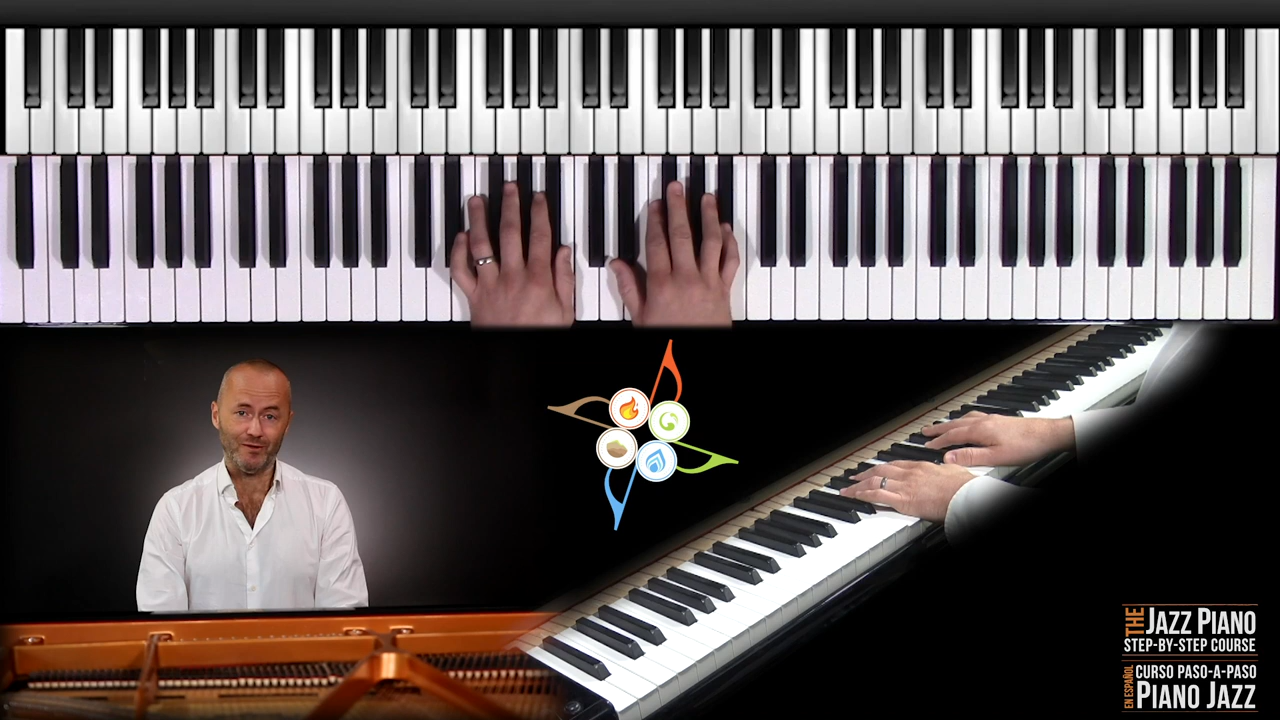 THE JAZZ PIANO
STEP-BY-STEP COURSE
EN ESPAÑOL CURSO PASO-A-PASO
PIANO JAZZ